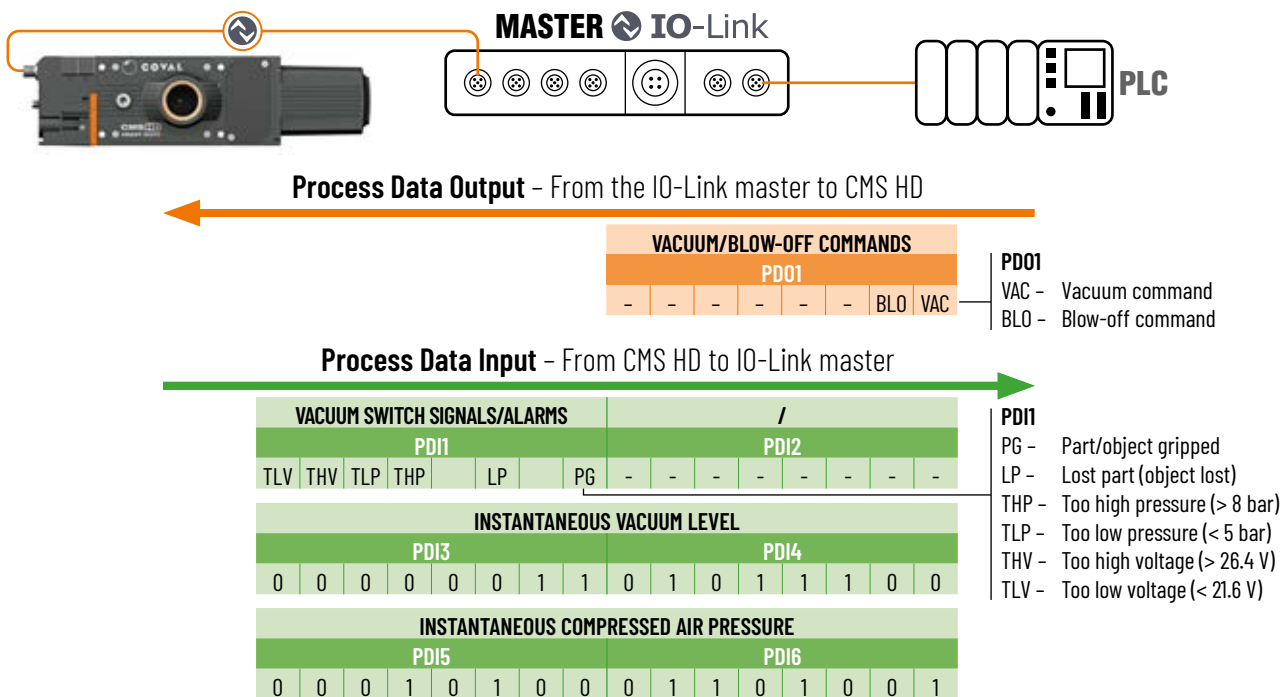 MASTER IO-Link
COVAL
CMS HD
PLC
Process Data Output – From the IO-Link master to CMS HD
VACUUM/BLOW-OFF COMMANDS
PDO1
– – – – – – BLO VAC
PDO1
VAC – Vacuum command
BLO – Blow-off command
Process Data Input – From CMS HD to IO-Link master
VACUUM SWITCH SIGNALS/ALARMS /
PDI1 PDI2
TLV THV TLP THP LP PG - - - - - - - -
PDI1
PG – Part/object gripped
LP – Lost part (object lost)
THP – Too high pressure (> 8 bar)
TLP – Too low pressure (< 5 bar)
THV – Too high voltage (> 26.4 V)
TLV – Too low voltage (< 21.6 V)
INSTANTANEOUS VACUUM LEVEL
PDI3 PDI4
0 0 0 0 0 0 1 1 0 1 0 1 1 1 0 0
INSTANTANEOUS COMPRESSED AIR PRESSURE
PDI5 PDI6
0 0 0 1 0 1 0 0 0 1 1 0 1 0 0 1